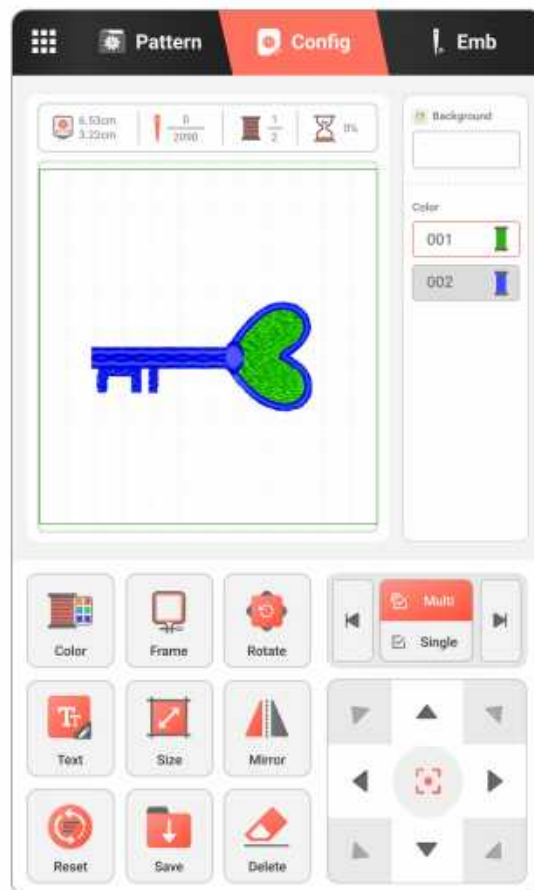 Pattern
Config
Emb
6.53cm
3.22cm
0
2090
1
2
0%
Background
Color
001
002
Color
Frame
Rotate
Multi
Single
Text
Size
Mirror
Reset
Save
Delete